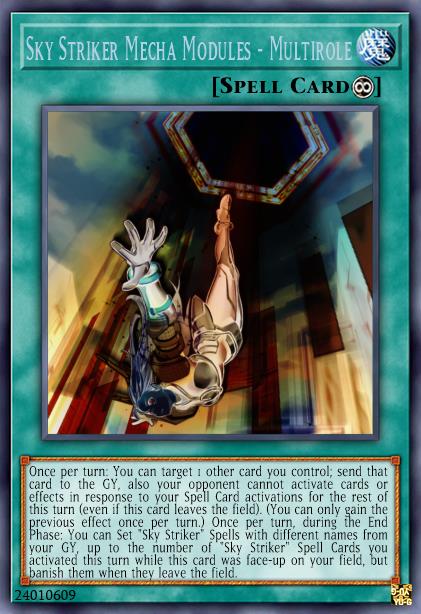 SKY STRIKER MECHA MODULES - MULTIROLE
魔
[SPELL CARD]
Once per turn: You can target 1 other card you control; send that
card to the GY, also your opponent cannot activate cards or
effects in response to your Spell Card activations for the rest of
this turn (even if this card leaves the field). (You can only gain the
previous effect once per turn.) Once per turn, during the End
Phase: You can Set "Sky Striker" Spells with different names from
your GY, up to the number of "Sky Striker" Spell Cards you
activated this turn while this card was face-up on your field, but
banish them when they leave the field.
24010609